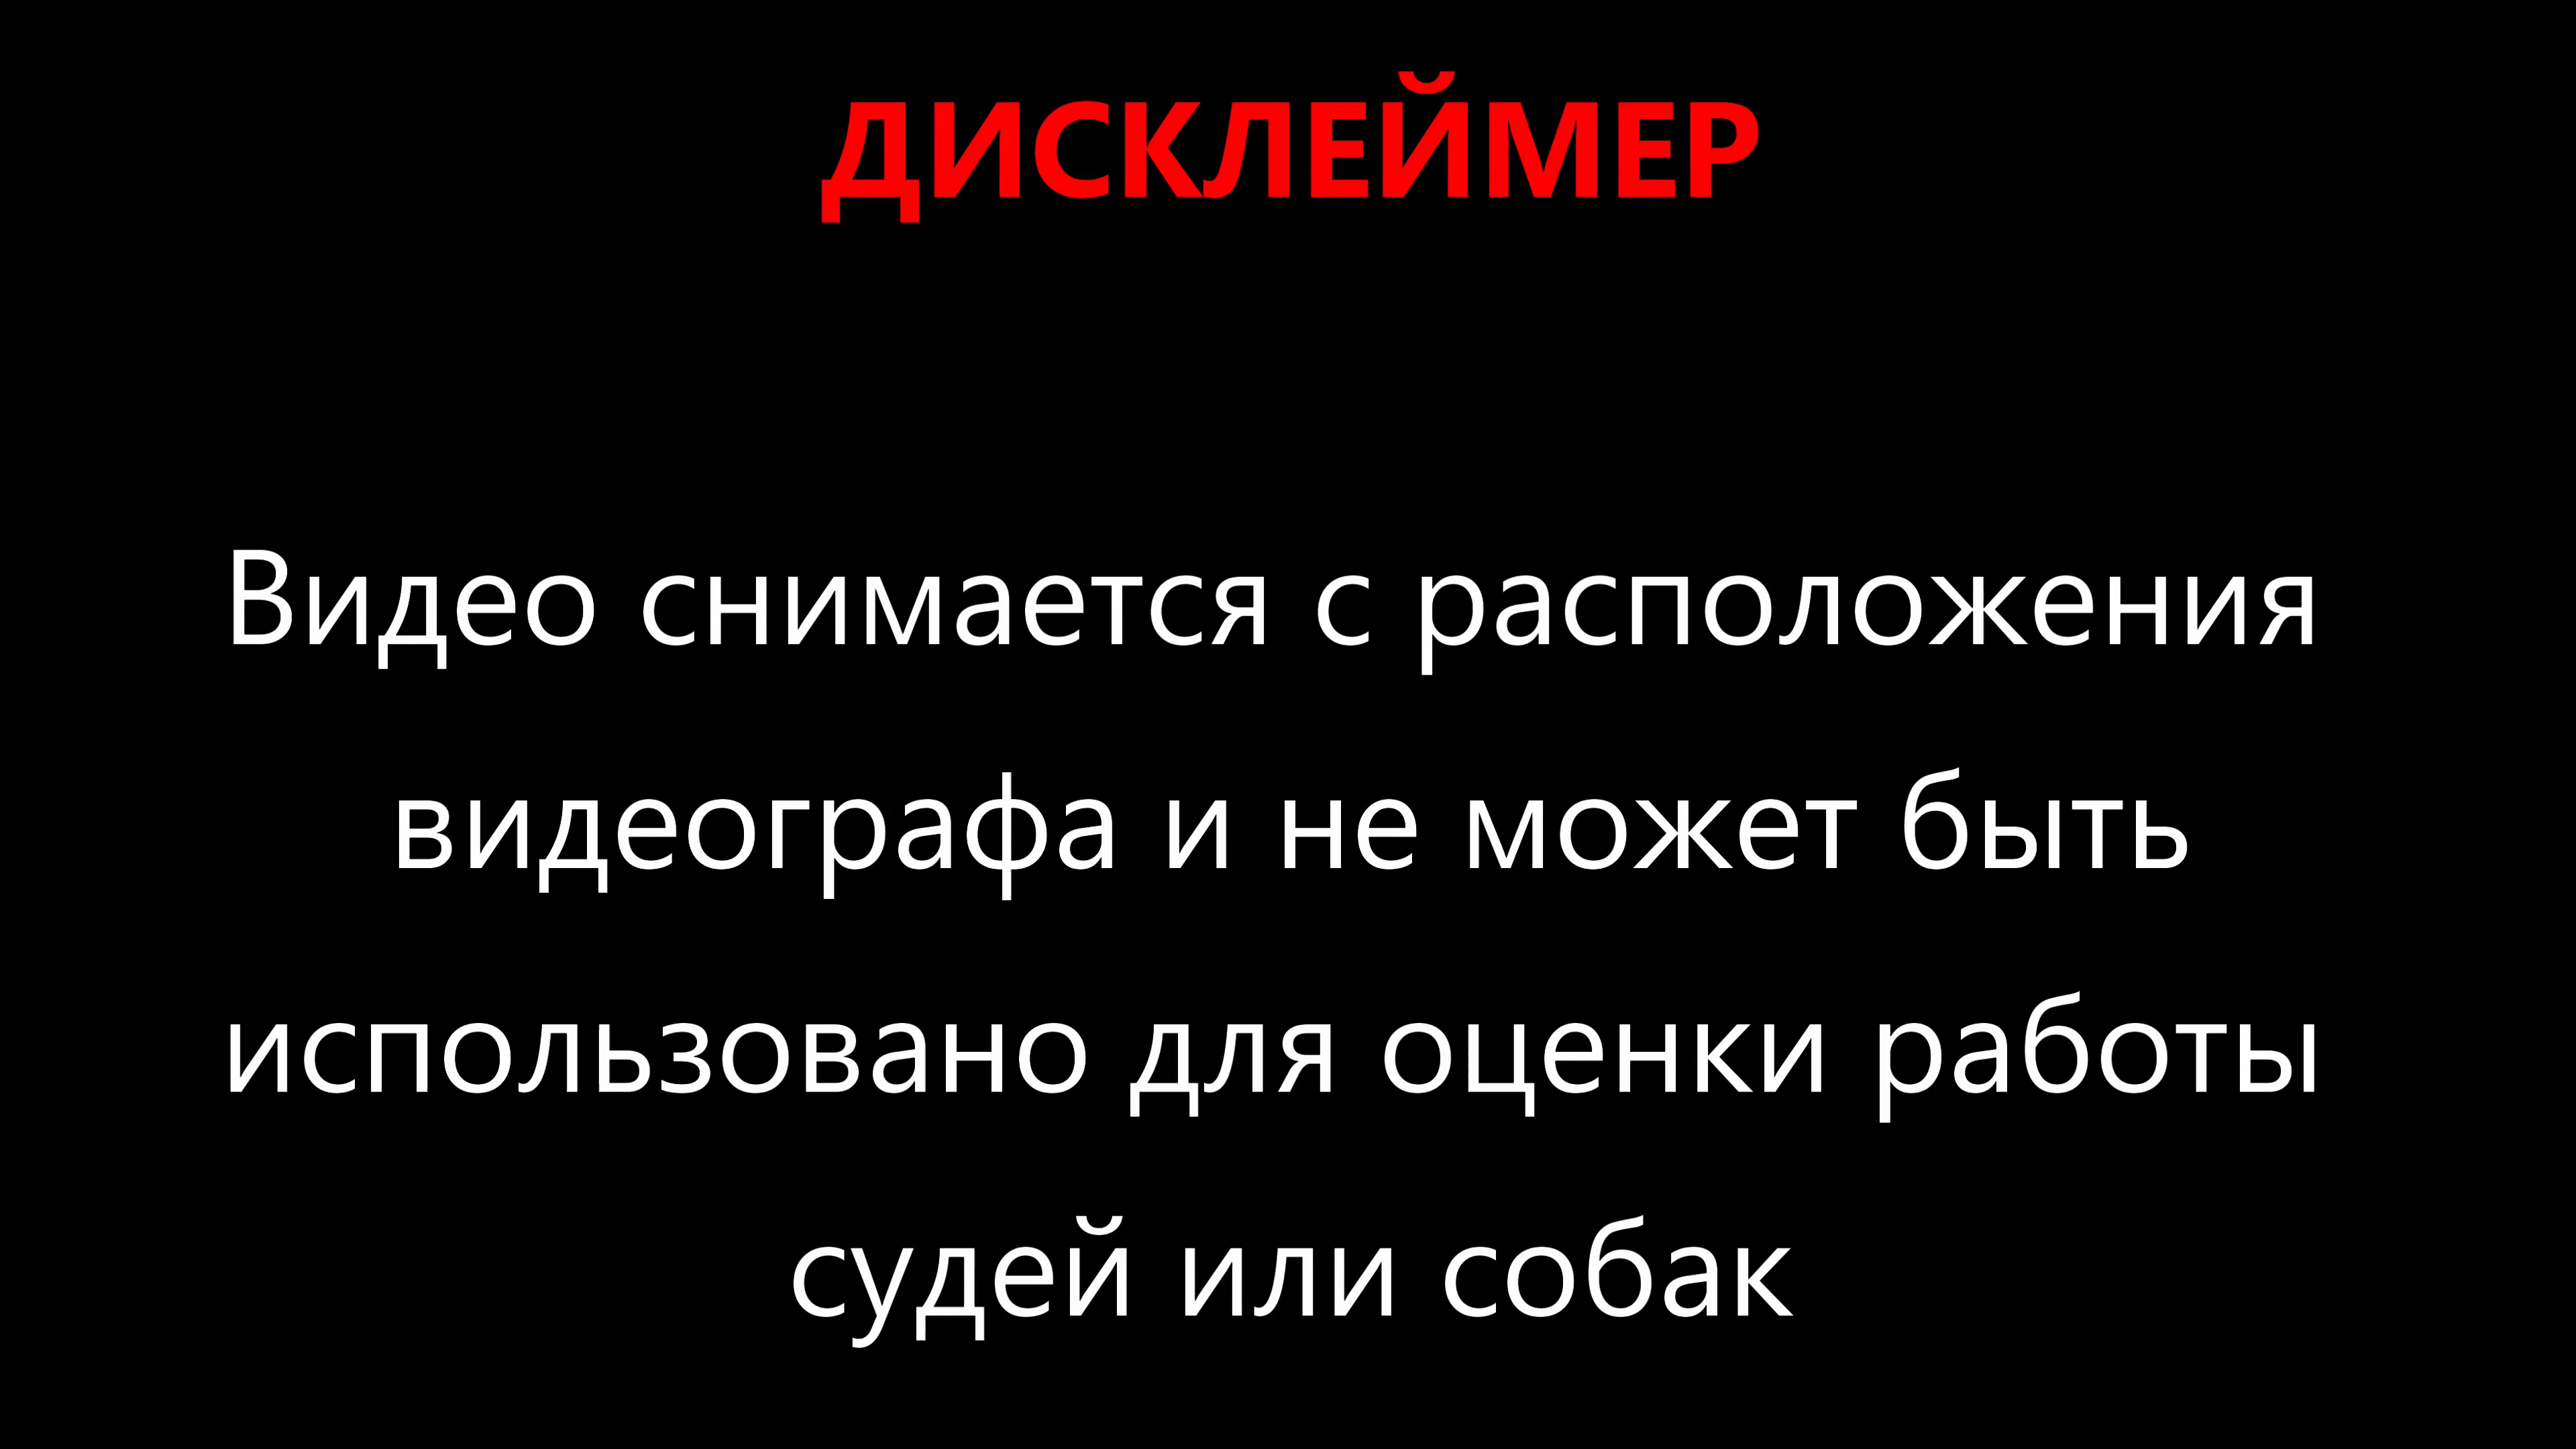 ДИСКЛЕЙМЕР
Видео снимается с расположения
видеографа и не может быть
использовано для оценки работы
судей или собак